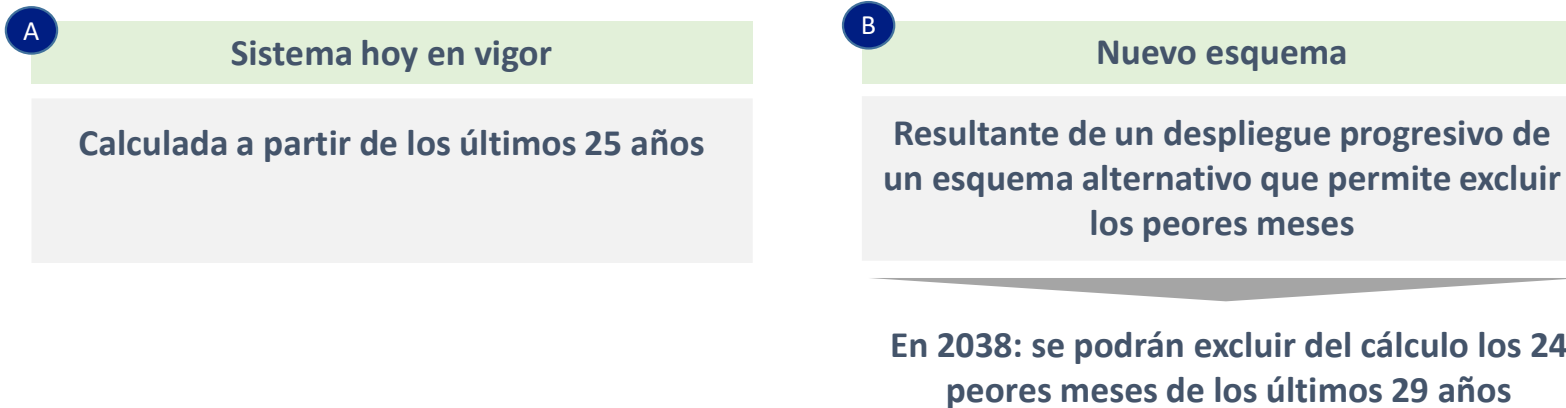 A
Sistema hoy en vigor
Calculada a partir de los últimos 25 años
B
Nuevo esquema
Resultante de un despliegue progresivo de
un esquema alternativo que permite excluir
los peores meses
En 2038: se podrán excluir del cálculo los 24
peores meses de los últimos 29 años